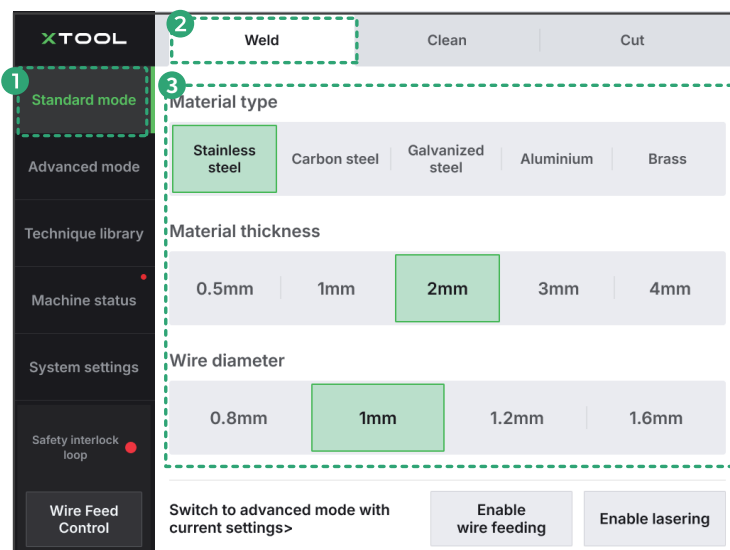 XTOOL
1
Standard mode
Advanced mode
Technique library
Machine status
System settings
Safety interlock
loop
Wire Feed
Control
2
Weld
Clean
Cut
3
Material type
Stainless
steel
Carbon steel
Galvanized
steel
Aluminium
Brass
Material thickness
0.5mm
1mm
2mm
3mm
4mm
Wire diameter
0.8mm
1mm
1.2mm
1.6mm
Switch to advanced mode with
current settings>
Enable
wire feeding
Enable lasering